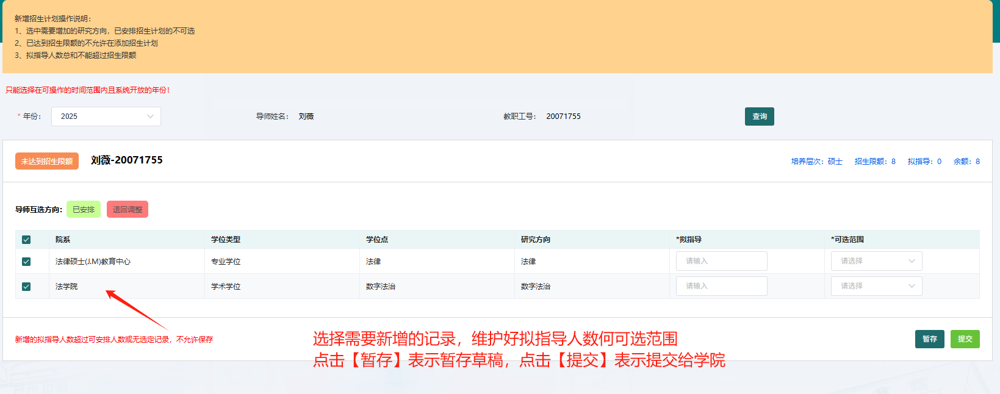 新增招生计划操作说明：
1、选中需要增加的研究方向，已安排招生计划的不可选
2、已达到招生限额的不允许在添加招生计划
3、拟指导人数总和不能超过招生限额
只能选择在可操作的时间范围内且系统开放的年份！
* 年份： 2025 导师姓名： 刘薇 教职工号： 20071755 查询
未达到招生限额 刘薇-20071755 培养层次：硕士 招生限额：8 拟指导：0 余额：8
导师互选方向： 已安排 退回调整
院系 学位类型 学位点 研究方向 *拟指导 *可选范围
法律硕士(J.M)教育中心 专业学位 法律 法律 请输入 请选择
法学院 学术学位 数字法治 数字法治 请输入 请选择
新增的拟指导人数超过可安排人数或无选定记录，不允许保存
选择需要新增的记录，维护好拟指导人数何可选范围
点击【暂存】表示暂存草稿，点击【提交】表示提交给学院
暂存 提交